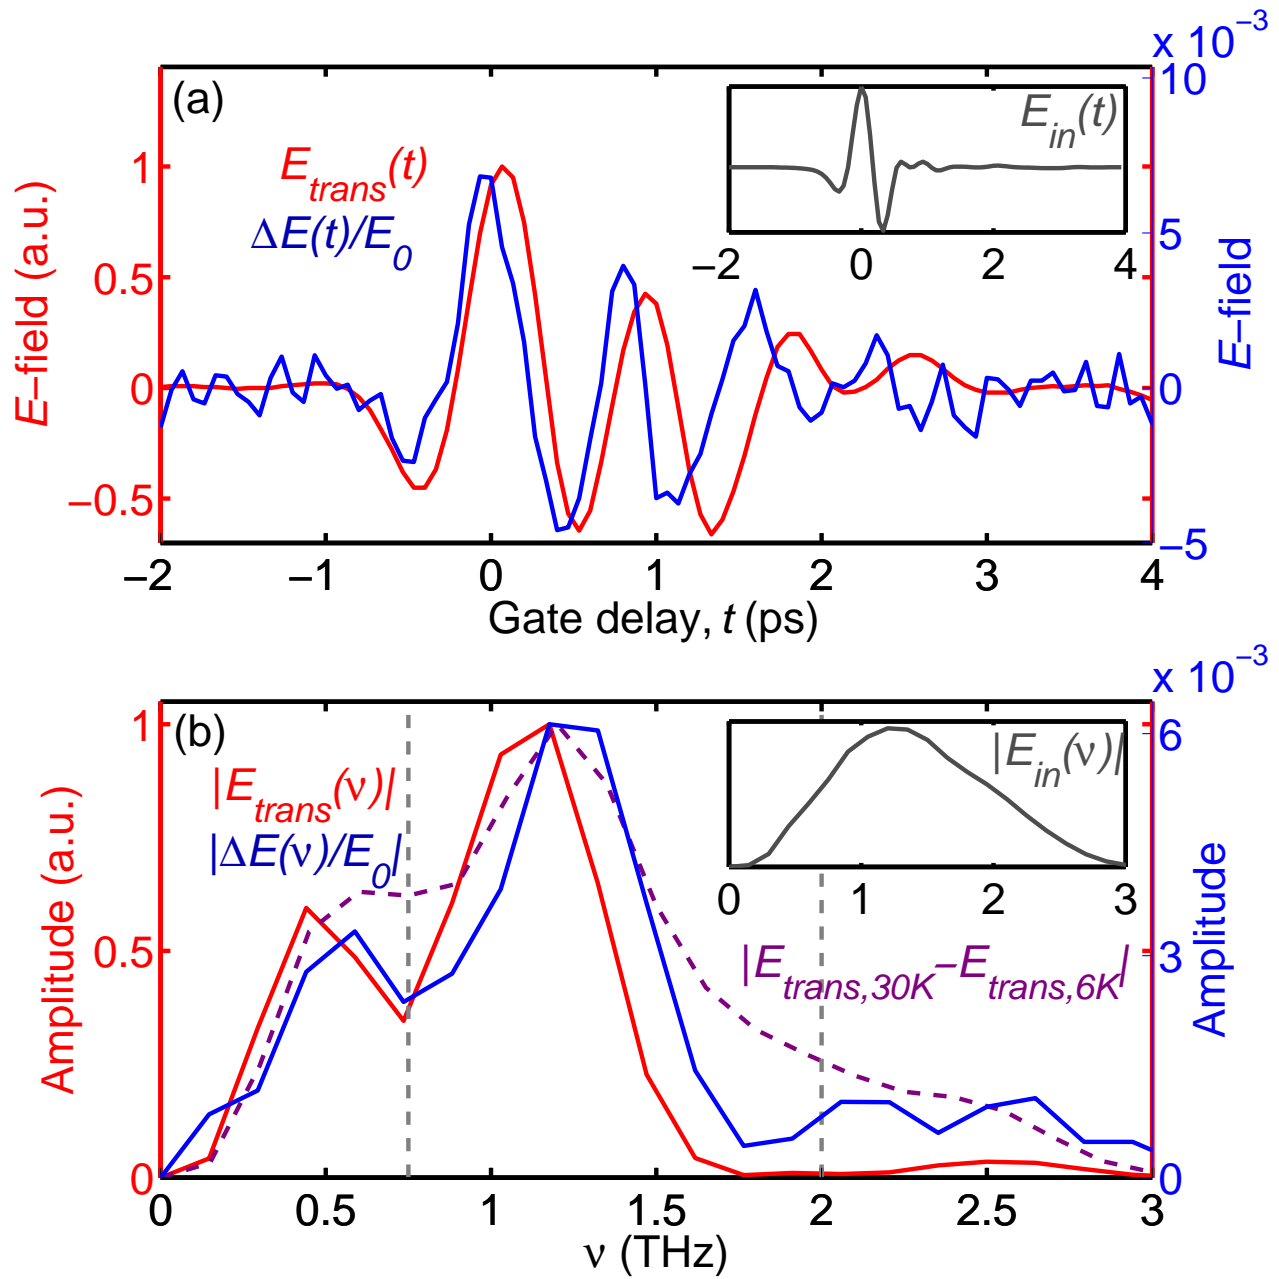 x 10⁻³
(a)
10
E_in(t)
1
E_trans(t)
ΔE(t)/E_0
5
−2 0 2 4
0.5
E–field (a.u.)
E–field
0
0
−0.5
−5
−2 −1 0 1 2 3 4
Gate delay, t (ps)
x 10⁻³
(b)
1
6
|E_in(ν)|
|E_trans(ν)|
|ΔE(ν)/E_0|
0 1 2 3
Amplitude (a.u.)
Amplitude
0.5
3
|E_trans,30K−E_trans,6K|
0
0
0 0.5 1 1.5 2 2.5 3
ν (THz)